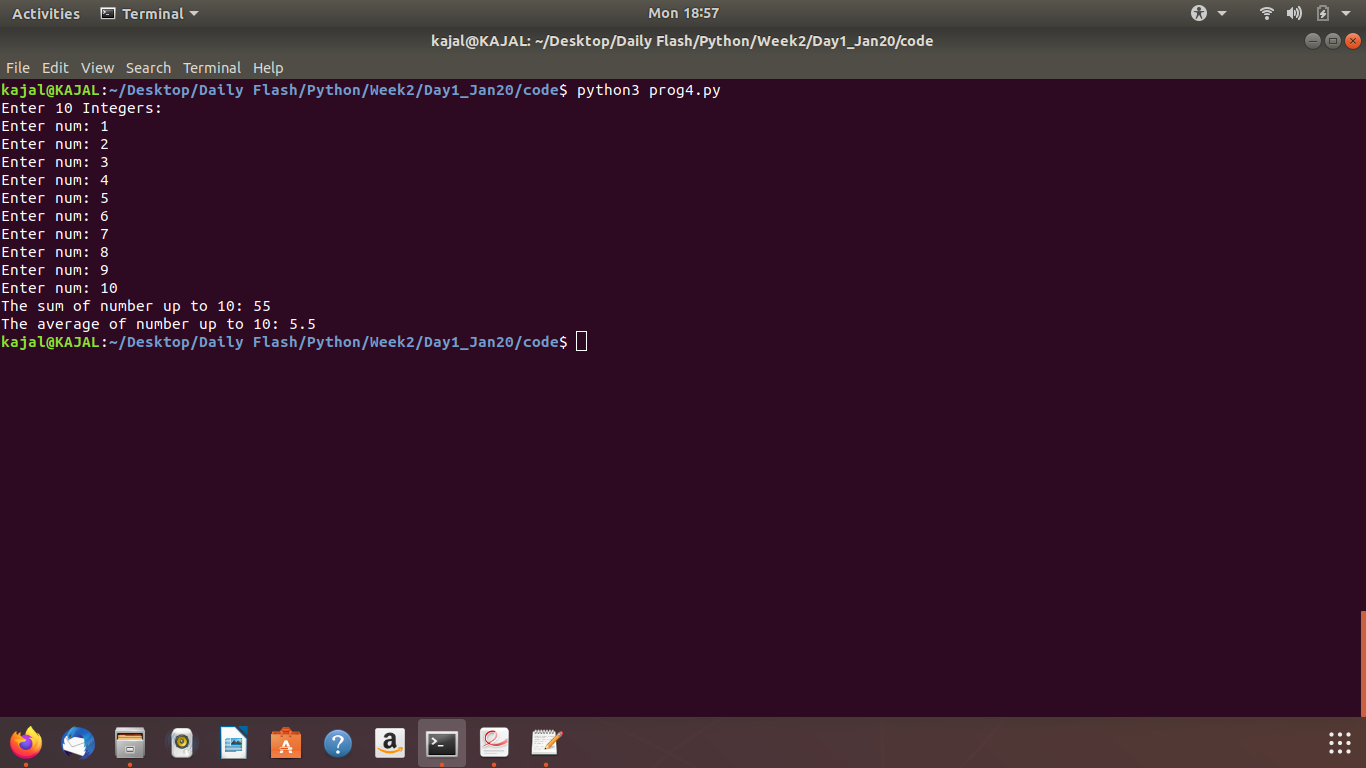 Activities Terminal Mon 18:57
kajal@KAJAL: ~/Desktop/Daily Flash/Python/Week2/Day1_Jan20/code
File Edit View Search Terminal Help
kajal@KAJAL:~/Desktop/Daily Flash/Python/Week2/Day1_Jan20/code$ python3 prog4.py
Enter 10 Integers:
Enter num: 1
Enter num: 2
Enter num: 3
Enter num: 4
Enter num: 5
Enter num: 6
Enter num: 7
Enter num: 8
Enter num: 9
Enter num: 10
The sum of number up to 10: 55
The average of number up to 10: 5.5
kajal@KAJAL:~/Desktop/Daily Flash/Python/Week2/Day1_Jan20/code$